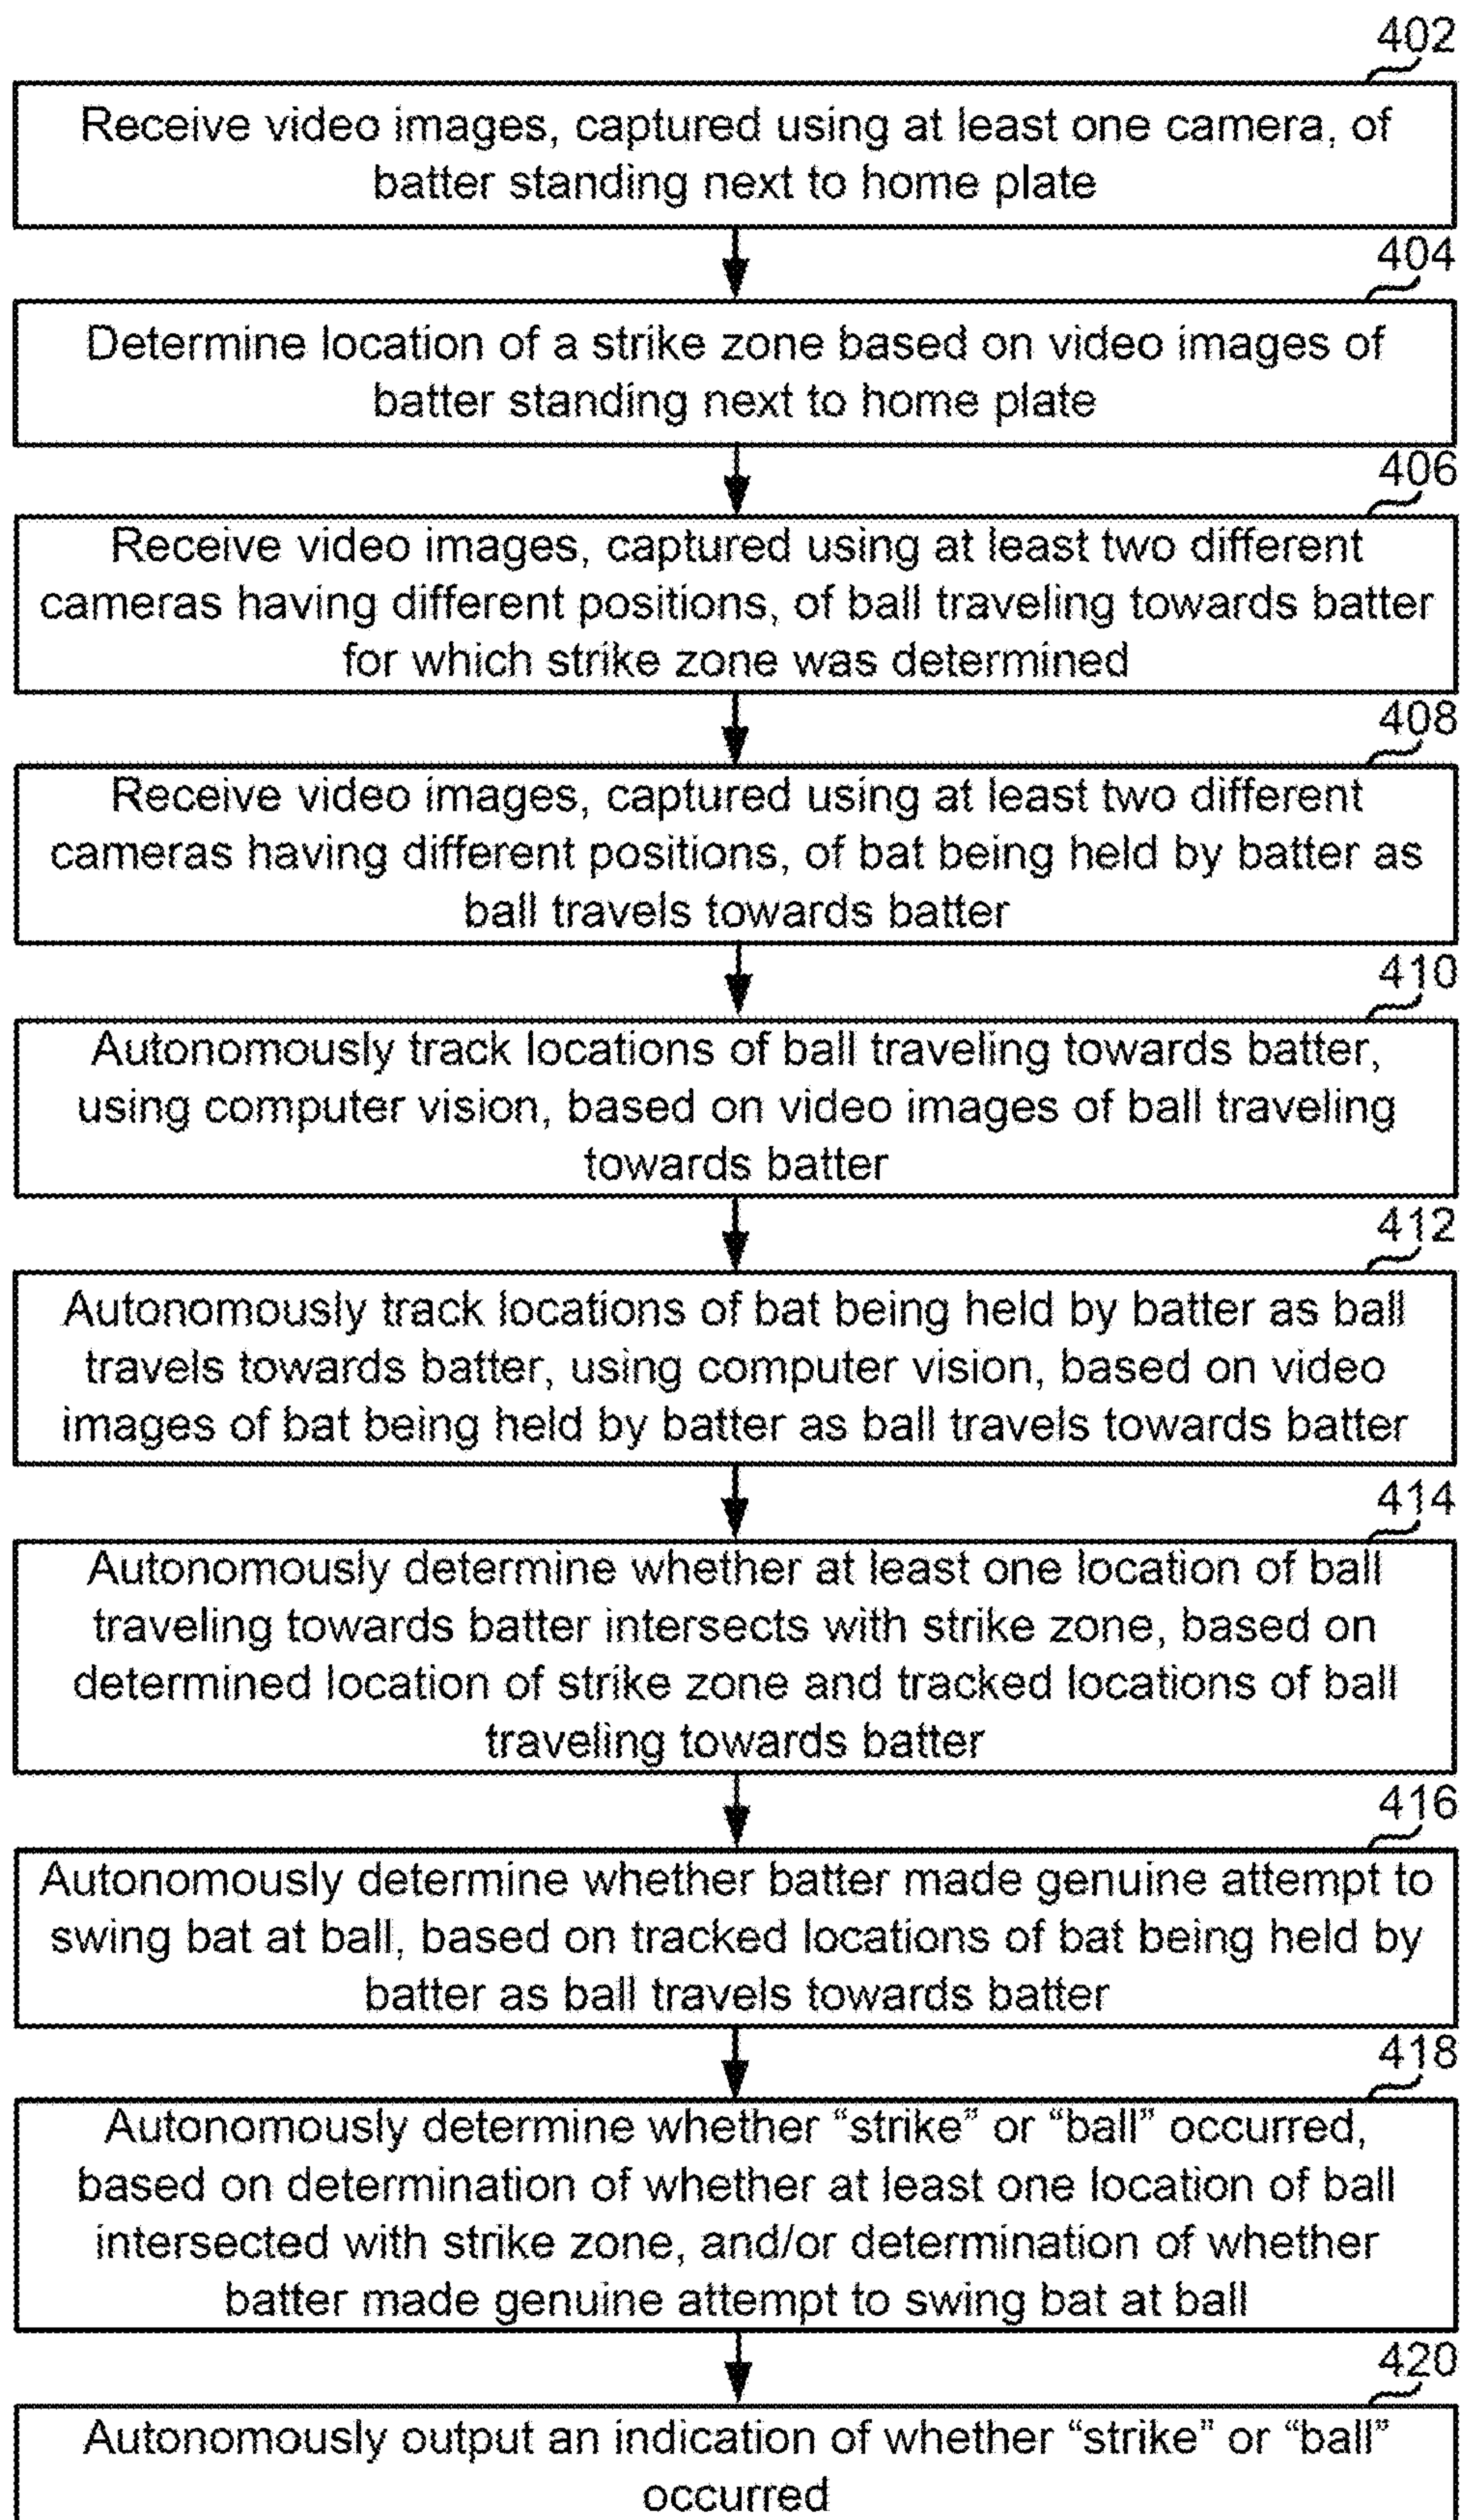 402
Receive video images, captured using at least one camera, of
batter standing next to home plate
404
Determine location of a strike zone based on video images of
batter standing next to home plate
406
Receive video images, captured using at least two different
cameras having different positions, of ball traveling towards batter
for which strike zone was determined
408
Receive video images, captured using at least two different
cameras having different positions, of bat being held by batter as
ball travels towards batter
410
Autonomously track locations of ball traveling towards batter,
using computer vision, based on video images of ball traveling
towards batter
412
Autonomously track locations of bat being held by batter as ball
travels towards batter, using computer vision, based on video
images of bat being held by batter as ball travels towards batter
414
Autonomously determine whether at least one location of ball
traveling towards batter intersects with strike zone, based on
determined location of strike zone and tracked locations of ball
traveling towards batter
416
Autonomously determine whether batter made genuine attempt to
swing bat at ball, based on tracked locations of bat being held by
batter as ball travels towards batter
418
Autonomously determine whether “strike” or “ball” occurred,
based on determination of whether at least one location of ball
intersected with strike zone, and/or determination of whether
batter made genuine attempt to swing bat at ball
420
Autonomously output an indication of whether “strike” or “ball”
occurred